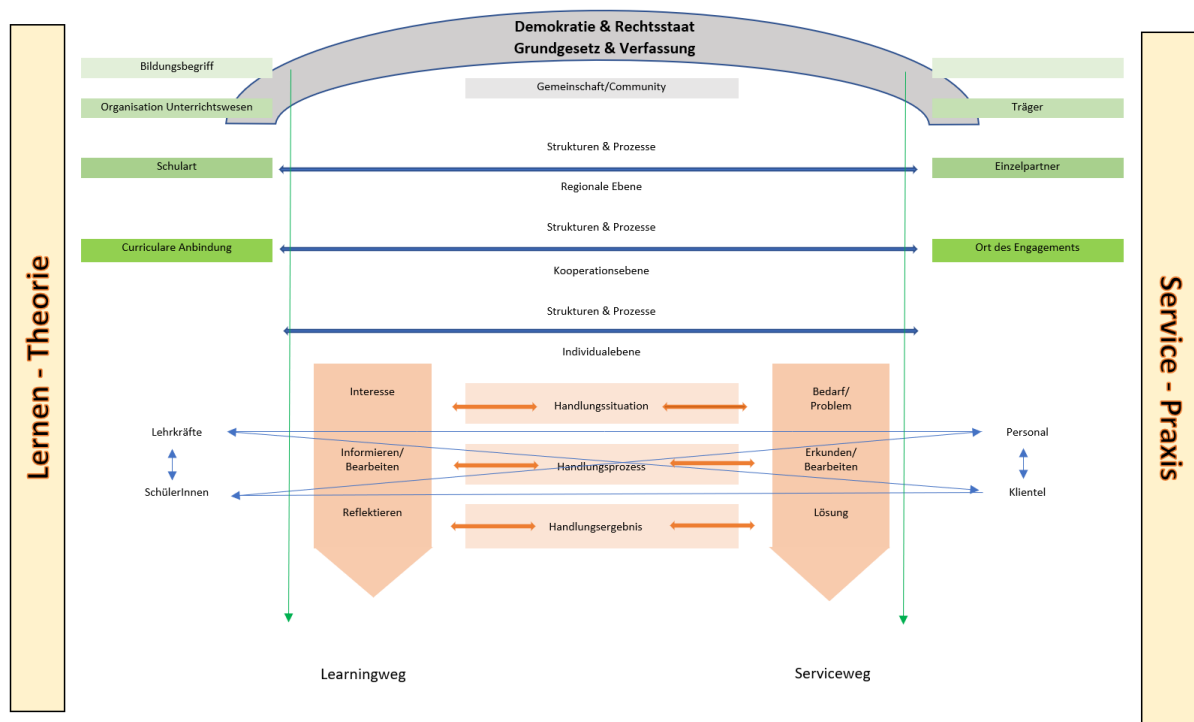 Lernen - Theorie
Demokratie & Rechtsstaat
Grundgesetz & Verfassung
Bildungsbegriff
Gemeinschaft/Community
Organisation Unterrichtswesen
Träger
Strukturen & Prozesse
Schulart
Einzelpartner
Regionale Ebene
Strukturen & Prozesse
Curriculare Anbindung
Ort des Engagements
Kooperationsebene
Strukturen & Prozesse
Individualebene
Interesse
Handlungssituation
Bedarf/
Problem
Lehrkräfte
Personal
Informieren/
Bearbeiten
Handlungsprozess
Erkunden/
Bearbeiten
SchülerInnen
Klientel
Reflektieren
Handlungsergebnis
Lösung
Learningweg
Serviceweg
Service - Praxis